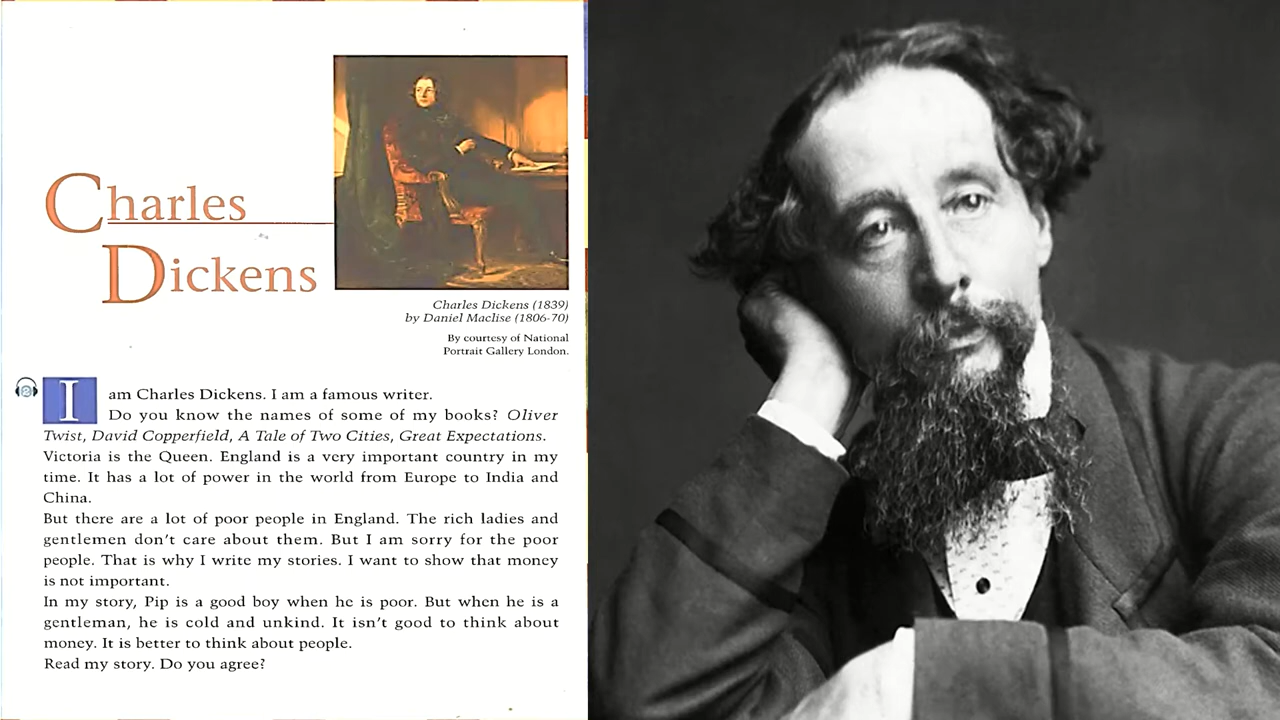 Charles
Dickens
Charles Dickens (1839)
by Daniel Maclise (1806-70)
By courtesy of National
Portrait Gallery London.
I am Charles Dickens. I am a famous writer.
Do you know the names of some of my books? Oliver
Twist, David Copperfield, A Tale of Two Cities, Great Expectations.
Victoria is the Queen. England is a very important country in my
time. It has a lot of power in the world from Europe to India and
China.
But there are a lot of poor people in England. The rich ladies and
gentlemen don't care about them. But I am sorry for the poor
people. That is why I write my stories. I want to show that money
is not important.
In my story, Pip is a good boy when he is poor. But when he is a
gentleman, he is cold and unkind. It isn't good to think about
money. It is better to think about people.
Read my story. Do you agree?